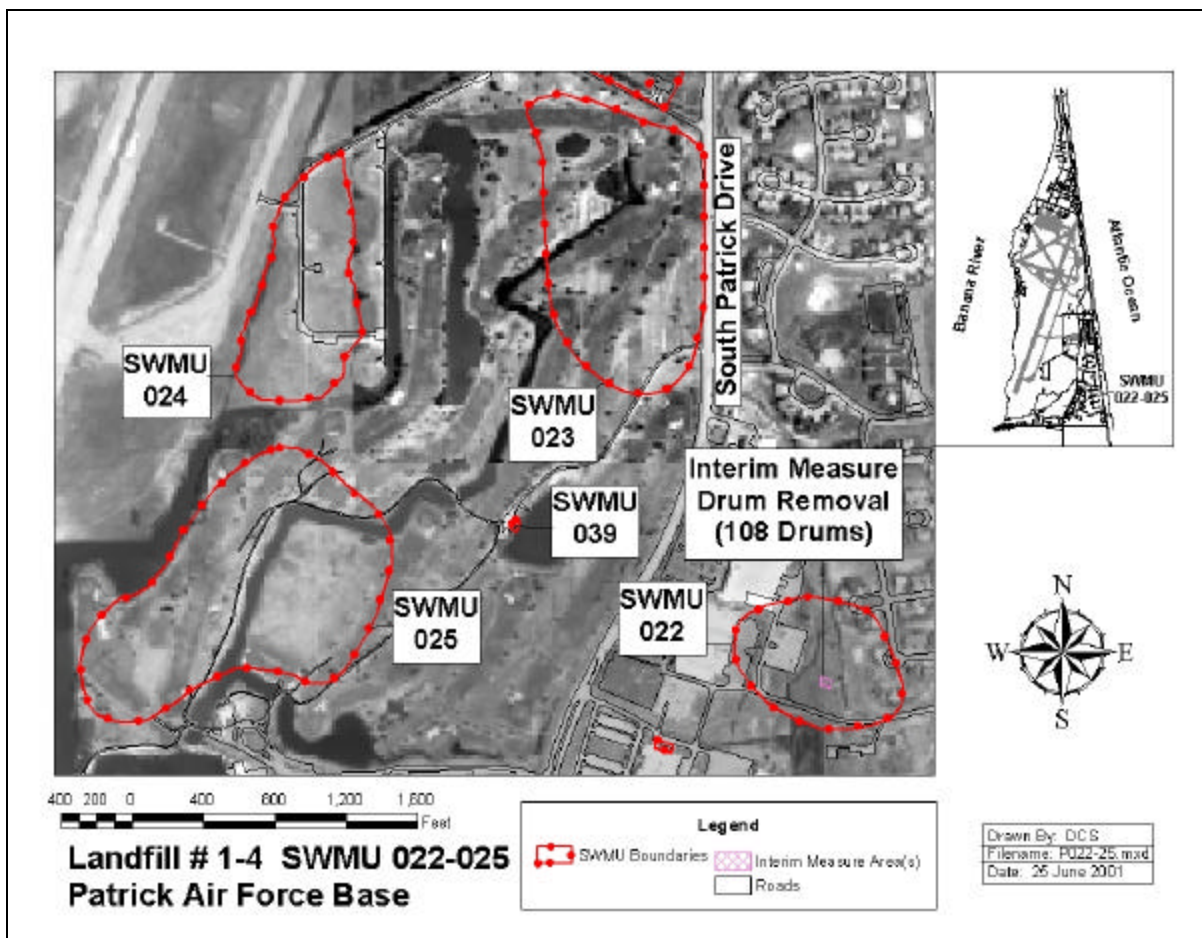 South Patrick Drive
SWMU
024
SWMU
023
SWMU
039
Interim Measure
Drum Removal
(108 Drums)
SWMU
022
SWMU
025
Banana River
Atlantic Ocean
SWMU
022-025
N
W E
S
400 200 0 400 800 1,200 1,600
Feet
Landfill # 1-4 SWMU 022-025
Patrick Air Force Base
Legend
SWMU Boundaries
Interim Measure Area(s)
Roads
Drawn By: DCS
Filename: P022-25.mxd
Date: 25 June 2001